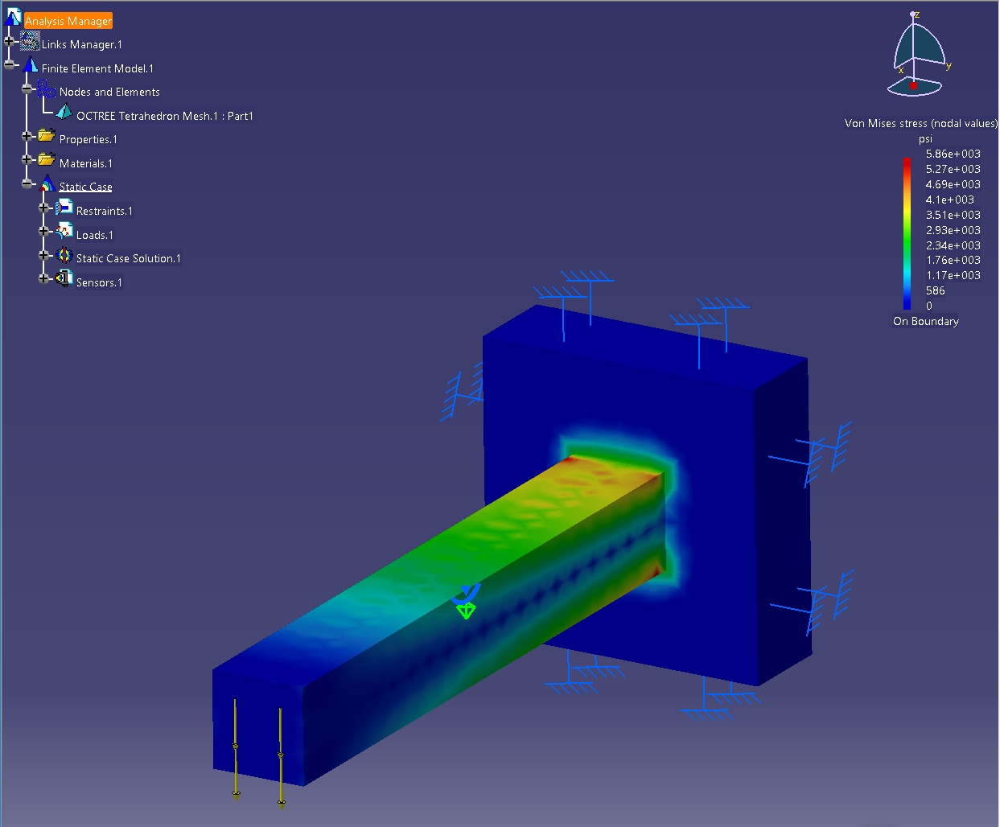 Analysis Manager
Links Manager.1
Finite Element Model.1
Nodes and Elements
OCTREE Tetrahedron Mesh.1 : Part1
Properties.1
Materials.1
Static Case
Restraints.1
Loads.1
Static Case Solution.1
Sensors.1
z
y
x
Von Mises stress (nodal values)
psi
5.86e+003
5.27e+003
4.69e+003
4.1e+003
3.51e+003
2.93e+003
2.34e+003
1.76e+003
1.17e+003
586
0
On Boundary